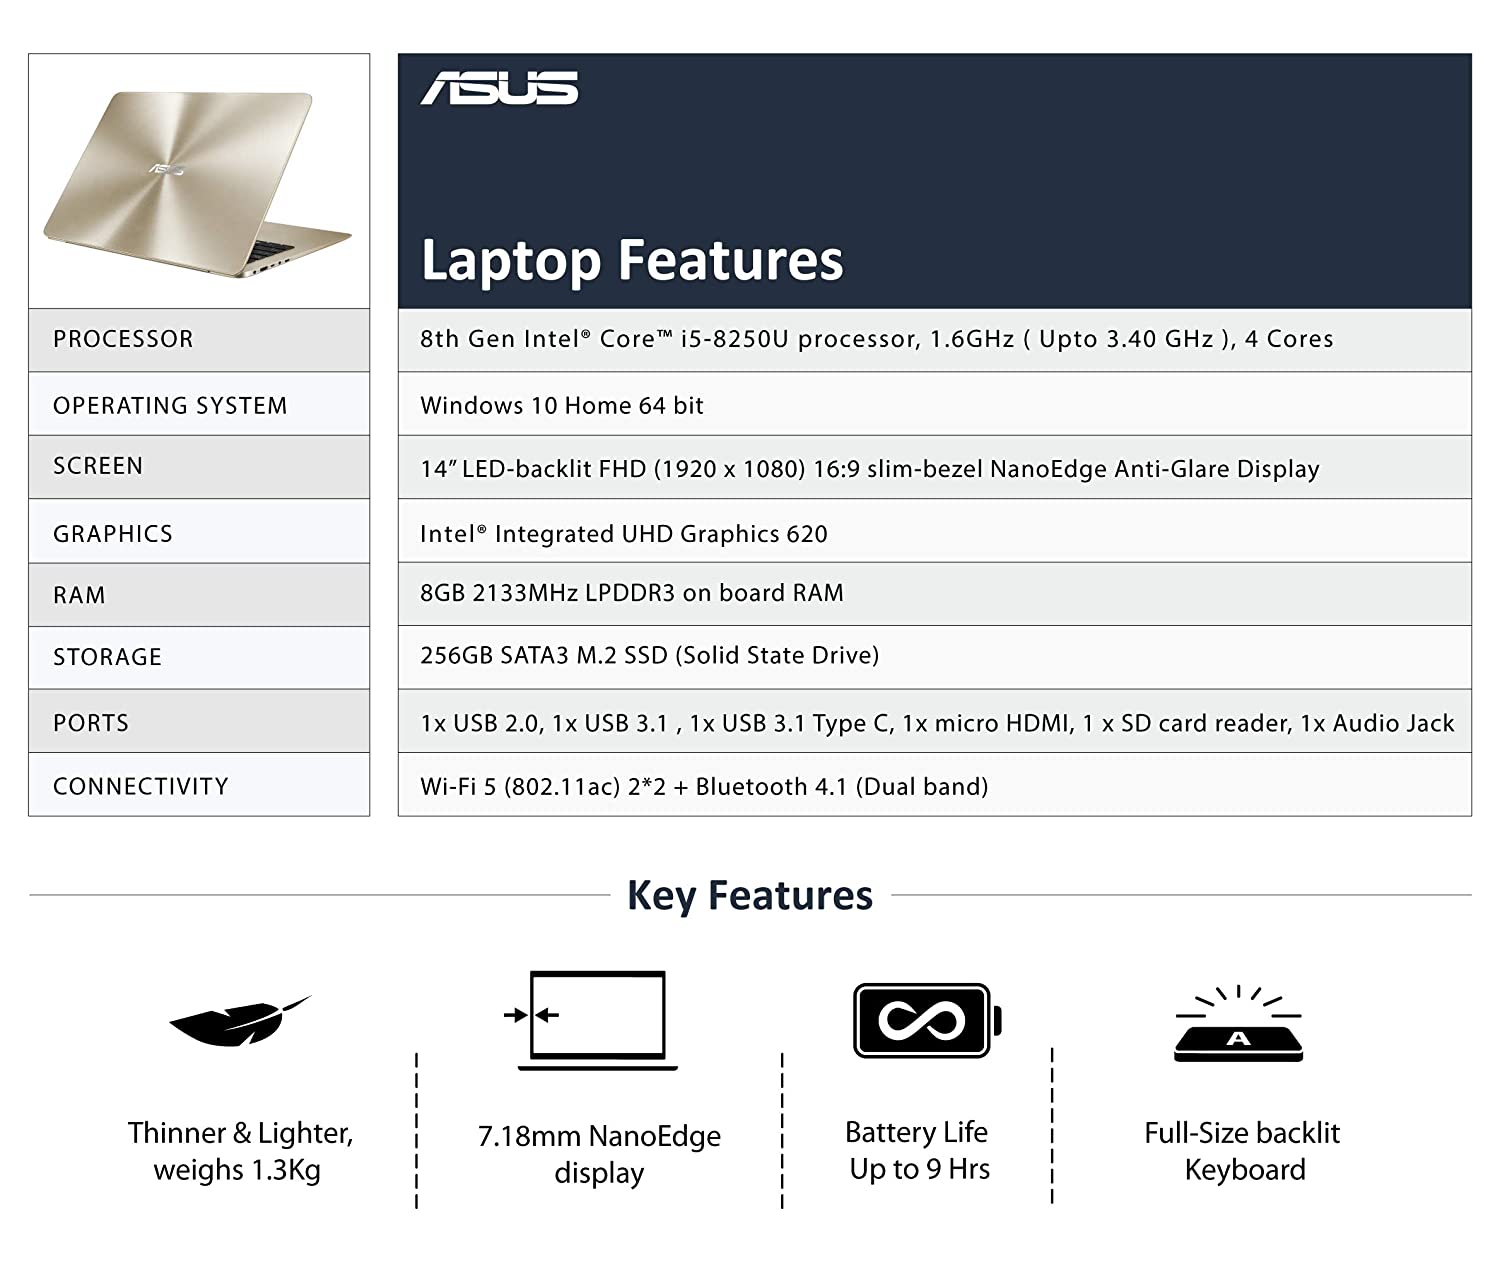 ASUS
ASUS
Laptop Features
PROCESSOR
8th Gen Intel® Core™ i5-8250U processor, 1.6GHz ( Upto 3.40 GHz ), 4 Cores
OPERATING SYSTEM
Windows 10 Home 64 bit
SCREEN
14” LED-backlit FHD (1920 x 1080) 16:9 slim-bezel NanoEdge Anti-Glare Display
GRAPHICS
Intel® Integrated UHD Graphics 620
RAM
8GB 2133MHz LPDDR3 on board RAM
STORAGE
256GB SATA3 M.2 SSD (Solid State Drive)
PORTS
1x USB 2.0, 1x USB 3.1 , 1x USB 3.1 Type C, 1x micro HDMI, 1 x SD card reader, 1x Audio Jack
CONNECTIVITY
Wi-Fi 5 (802.11ac) 2*2 + Bluetooth 4.1 (Dual band)
Key Features
A
Thinner & Lighter,
weighs 1.3Kg
7.18mm NanoEdge
display
Battery Life
Up to 9 Hrs
Full-Size backlit
Keyboard